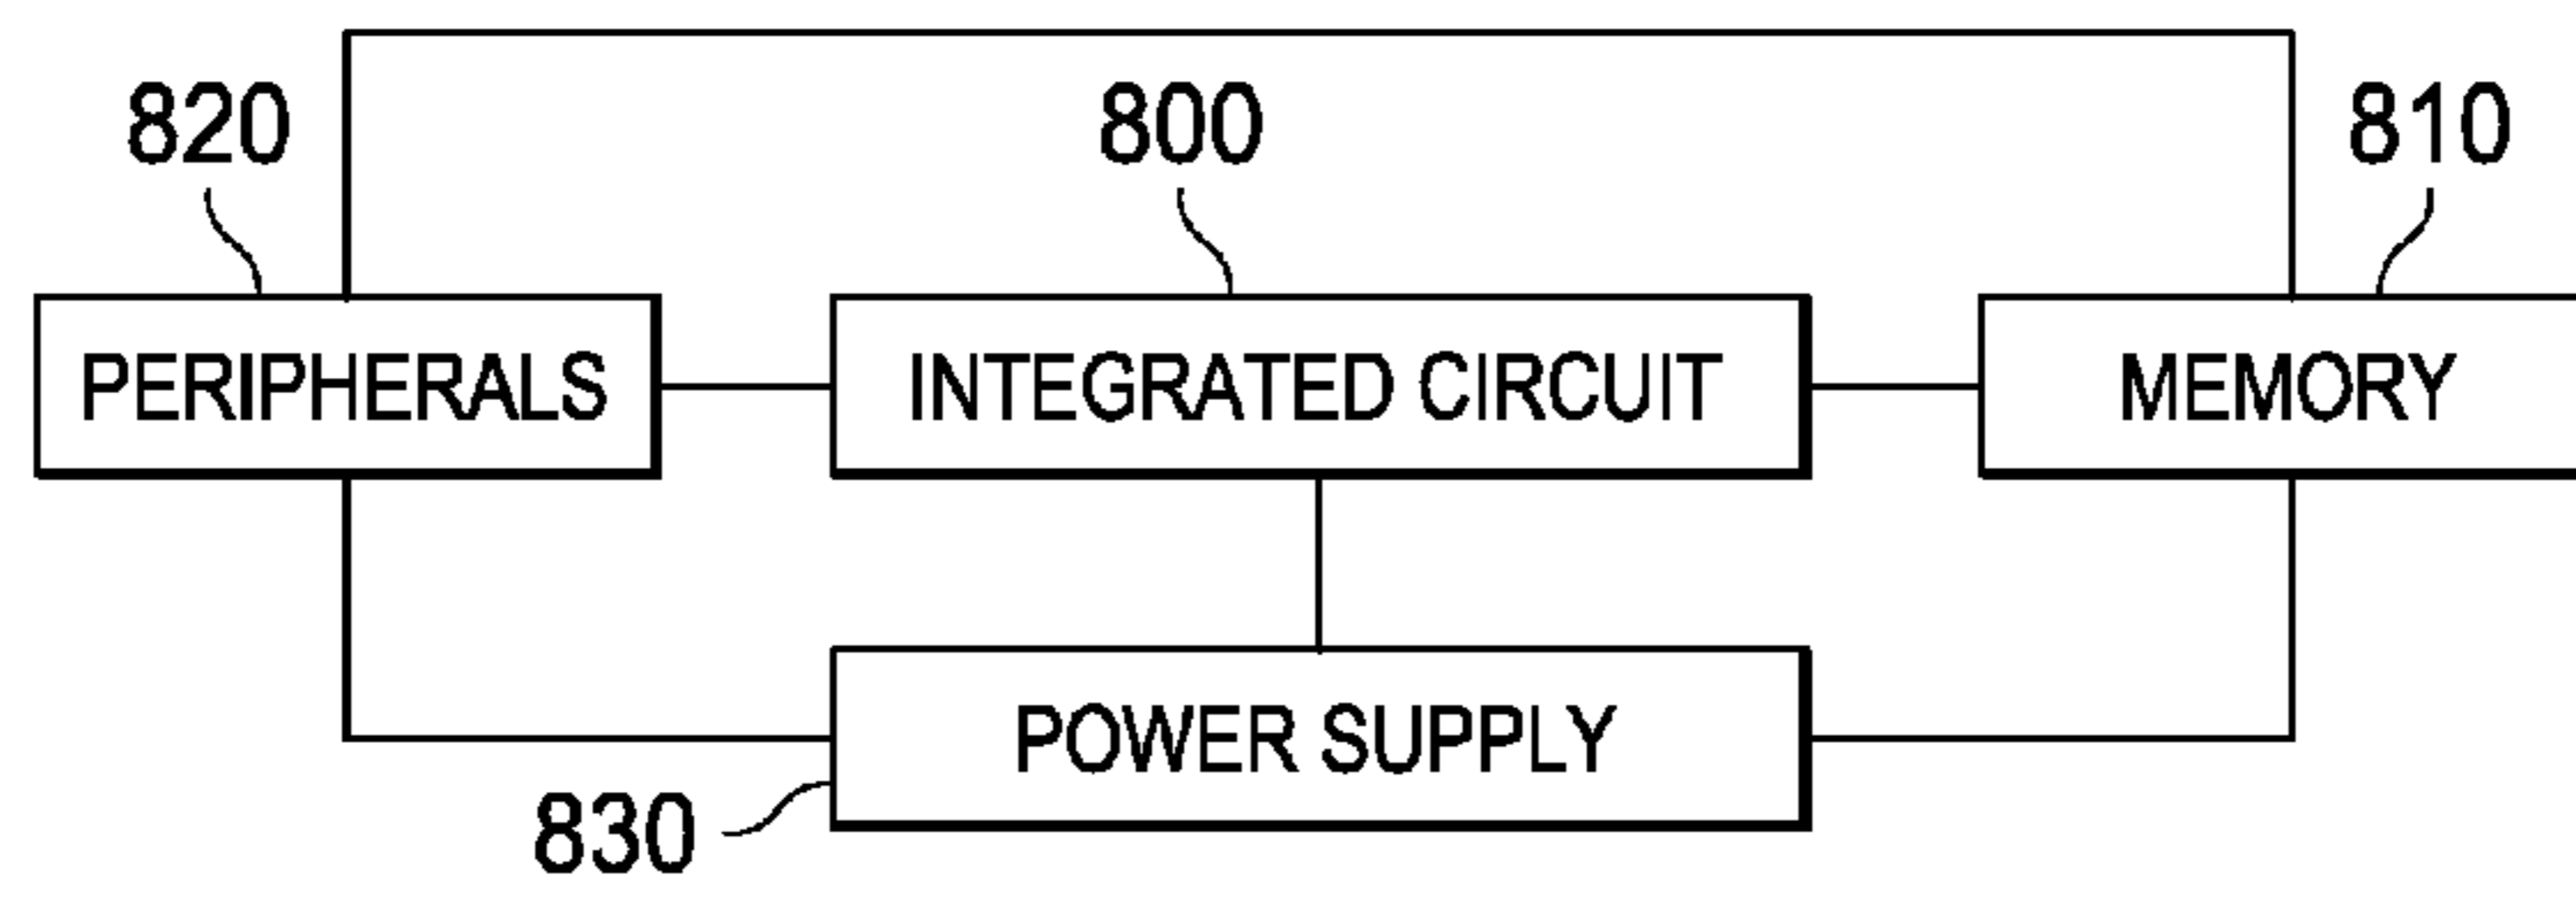 820
800
810
PERIPHERALS
INTEGRATED CIRCUIT
MEMORY
POWER SUPPLY
830